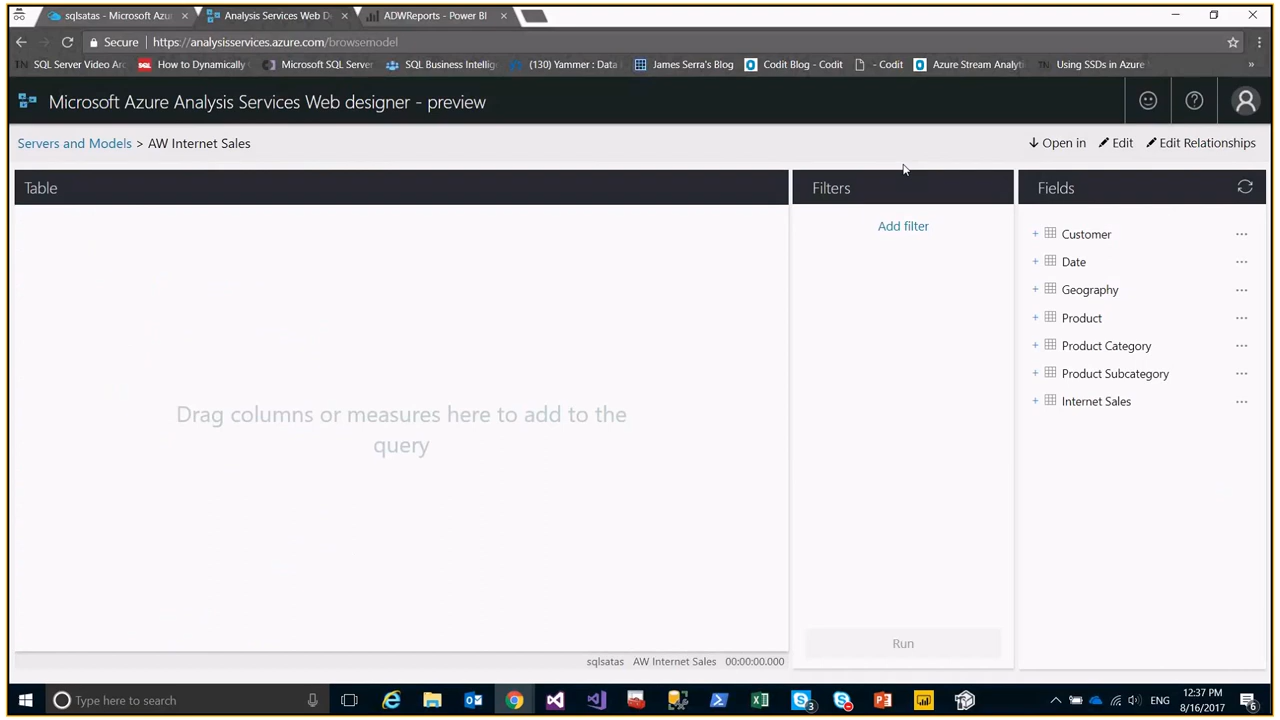 sqlsatas - Microsoft Azu
Analysis Services Web De
ADWReports - Power BI
Secure
https://analysisservices.azure.com/browsemodel
SQL Server Video Arc
How to Dynamically
Microsoft SQL Server
SQL Business Intellig
(130) Yammer : Data
James Serra's Blog
Codit Blog - Codit
- Codit
Azure Stream Analyti
Using SSDs in Azure
»
Microsoft Azure Analysis Services Web designer - preview
Servers and Models > AW Internet Sales
Open in
Edit
Edit Relationships
Table
Filters
Fields
Add filter
Customer
Date
Geography
Product
Product Category
Product Subcategory
Internet Sales
Drag columns or measures here to add to the
query
Run
sqlsatas AW Internet Sales 00:00:00.000
Type here to search
ENG
12:37 PM
8/16/2017